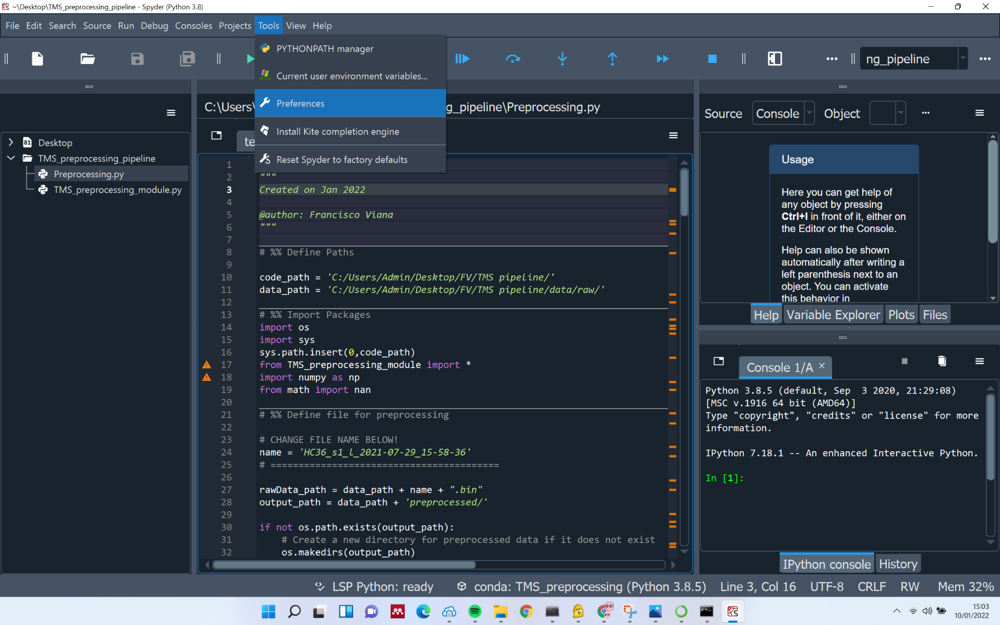 ~\Desktop\TMS_preprocessing_pipeline - Spyder (Python 3.8)
File Edit Search Source Run Debug Consoles Projects Tools View Help
PYTHONPATH manager
Current user environment variables...
Preferences
Install Kite completion engine
Reset Spyder to factory defaults
ng_pipeline
Desktop
TMS_preprocessing_pipeline
Preprocessing.py
TMS_preprocessing_module.py
C:\Users\
g_pipeline\Preprocessing.py
te
1
2 """
3 Created on Jan 2022
4
5 @author: Francisco Viana
6 """
7
8 # %% Define Paths
9
10 code_path = 'C:/Users/Admin/Desktop/FV/TMS pipeline/'
11 data_path = 'C:/Users/Admin/Desktop/FV/TMS pipeline/data/raw/'
12
13 # %% Import Packages
14 import os
15 import sys
16 sys.path.insert(0,code_path)
17 from TMS_preprocessing_module import *
18 import numpy as np
19 from math import nan
20
21 # %% Define file for preprocessing
22
23 # CHANGE FILE NAME BELOW!
24 name = 'HC36_s1_l_2021-07-29_15-58-36'
25 # =========================================
26
27 rawData_path = data_path + name + ".bin"
28 output_path = data_path + 'preprocessed/'
29
30 if not os.path.exists(output_path):
31 # Create a new directory for preprocessed data if it does not exist
32 os.makedirs(output_path)
Source Console Object
Usage
Here you can get help of
any object by pressing
Ctrl+I in front of it, either on
the Editor or the Console.
Help can also be shown
automatically after writing a
left parenthesis next to an
object. You can activate
this behavior in
Help Variable Explorer Plots Files
Console 1/A
Python 3.8.5 (default, Sep  3 2020, 21:29:08)
[MSC v.1916 64 bit (AMD64)]
Type "copyright", "credits" or "license" for more
information.
IPython 7.18.1 -- An enhanced Interactive Python.
In [1]:
IPython console History
LSP Python: ready conda: TMS_preprocessing (Python 3.8.5) Line 3, Col 16 UTF-8 CRLF RW Mem 32%
15:03
10/01/2022